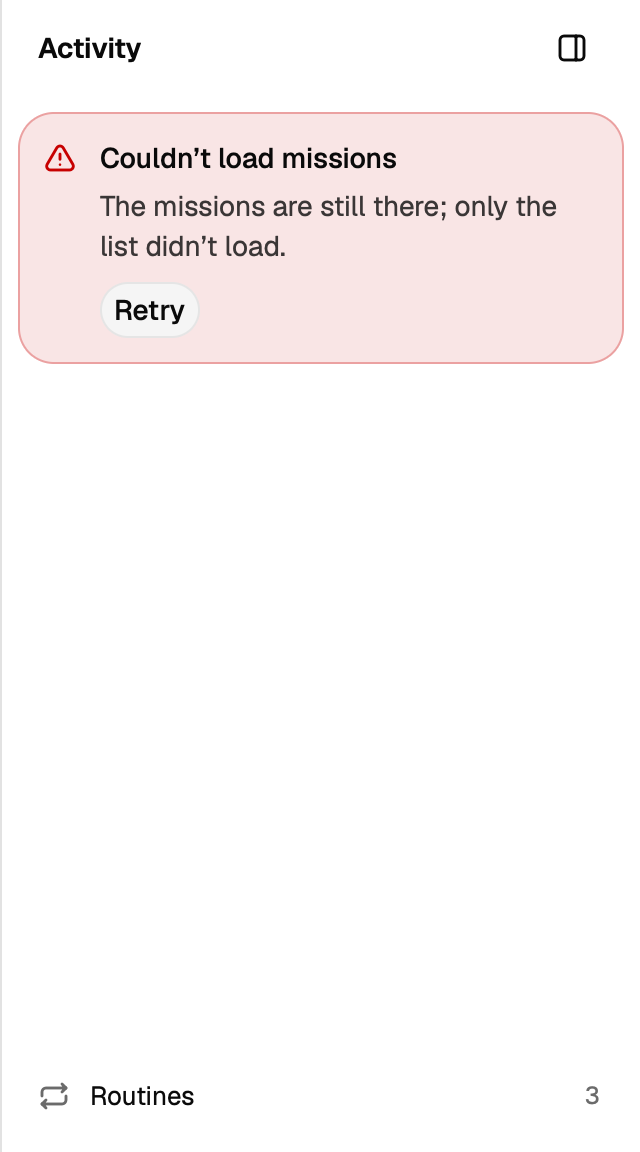 Activity
Couldn’t load missions
The missions are still there; only the
list didn’t load.
Retry
Routines 3